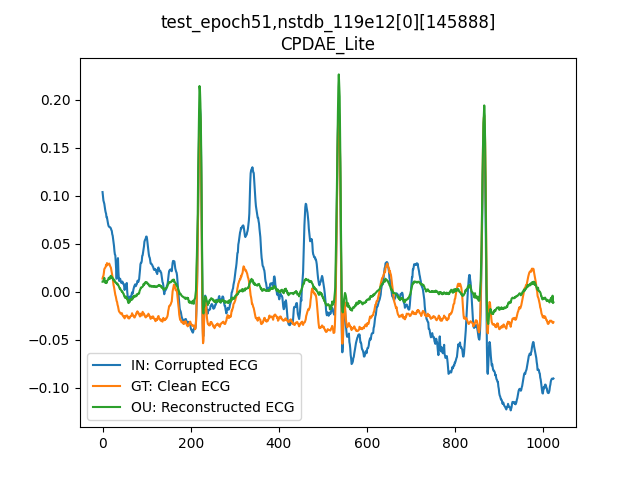 test_epoch51,nstdb_119e12[0][145888]
CPDAE_Lite
0.20
0.15
0.10
0.05
0.00
−0.05
−0.10
IN: Corrupted ECG
GT: Clean ECG
OU: Reconstructed ECG
0 200 400 600 800 1000